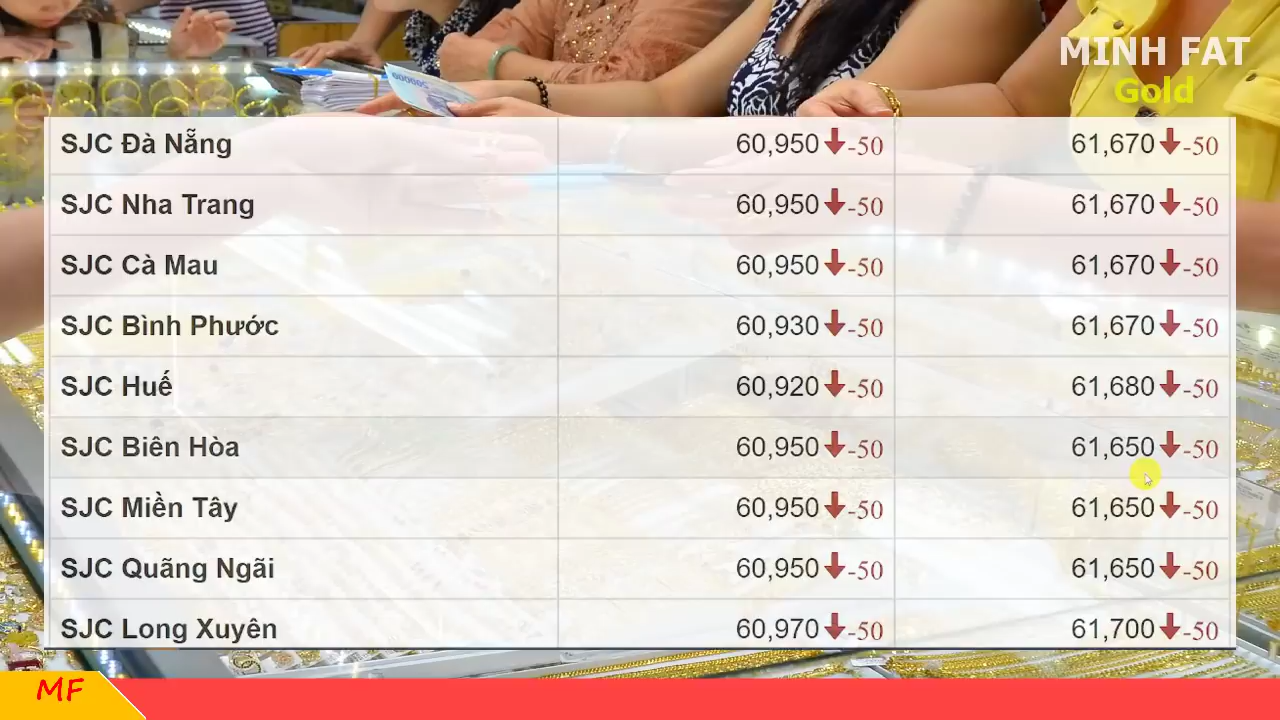 500000
MINH FAT
Gold
SJC Đà Nẵng 60,950 -50 61,670 -50
SJC Nha Trang 60,950 -50 61,670 -50
SJC Cà Mau 60,950 -50 61,670 -50
SJC Bình Phước 60,930 -50 61,670 -50
SJC Huế 60,920 -50 61,680 -50
SJC Biên Hòa 60,950 -50 61,650 -50
SJC Miền Tây 60,950 -50 61,650 -50
SJC Quãng Ngãi 60,950 -50 61,650 -50
SJC Long Xuyên 60,970 -50 61,700 -50
MF